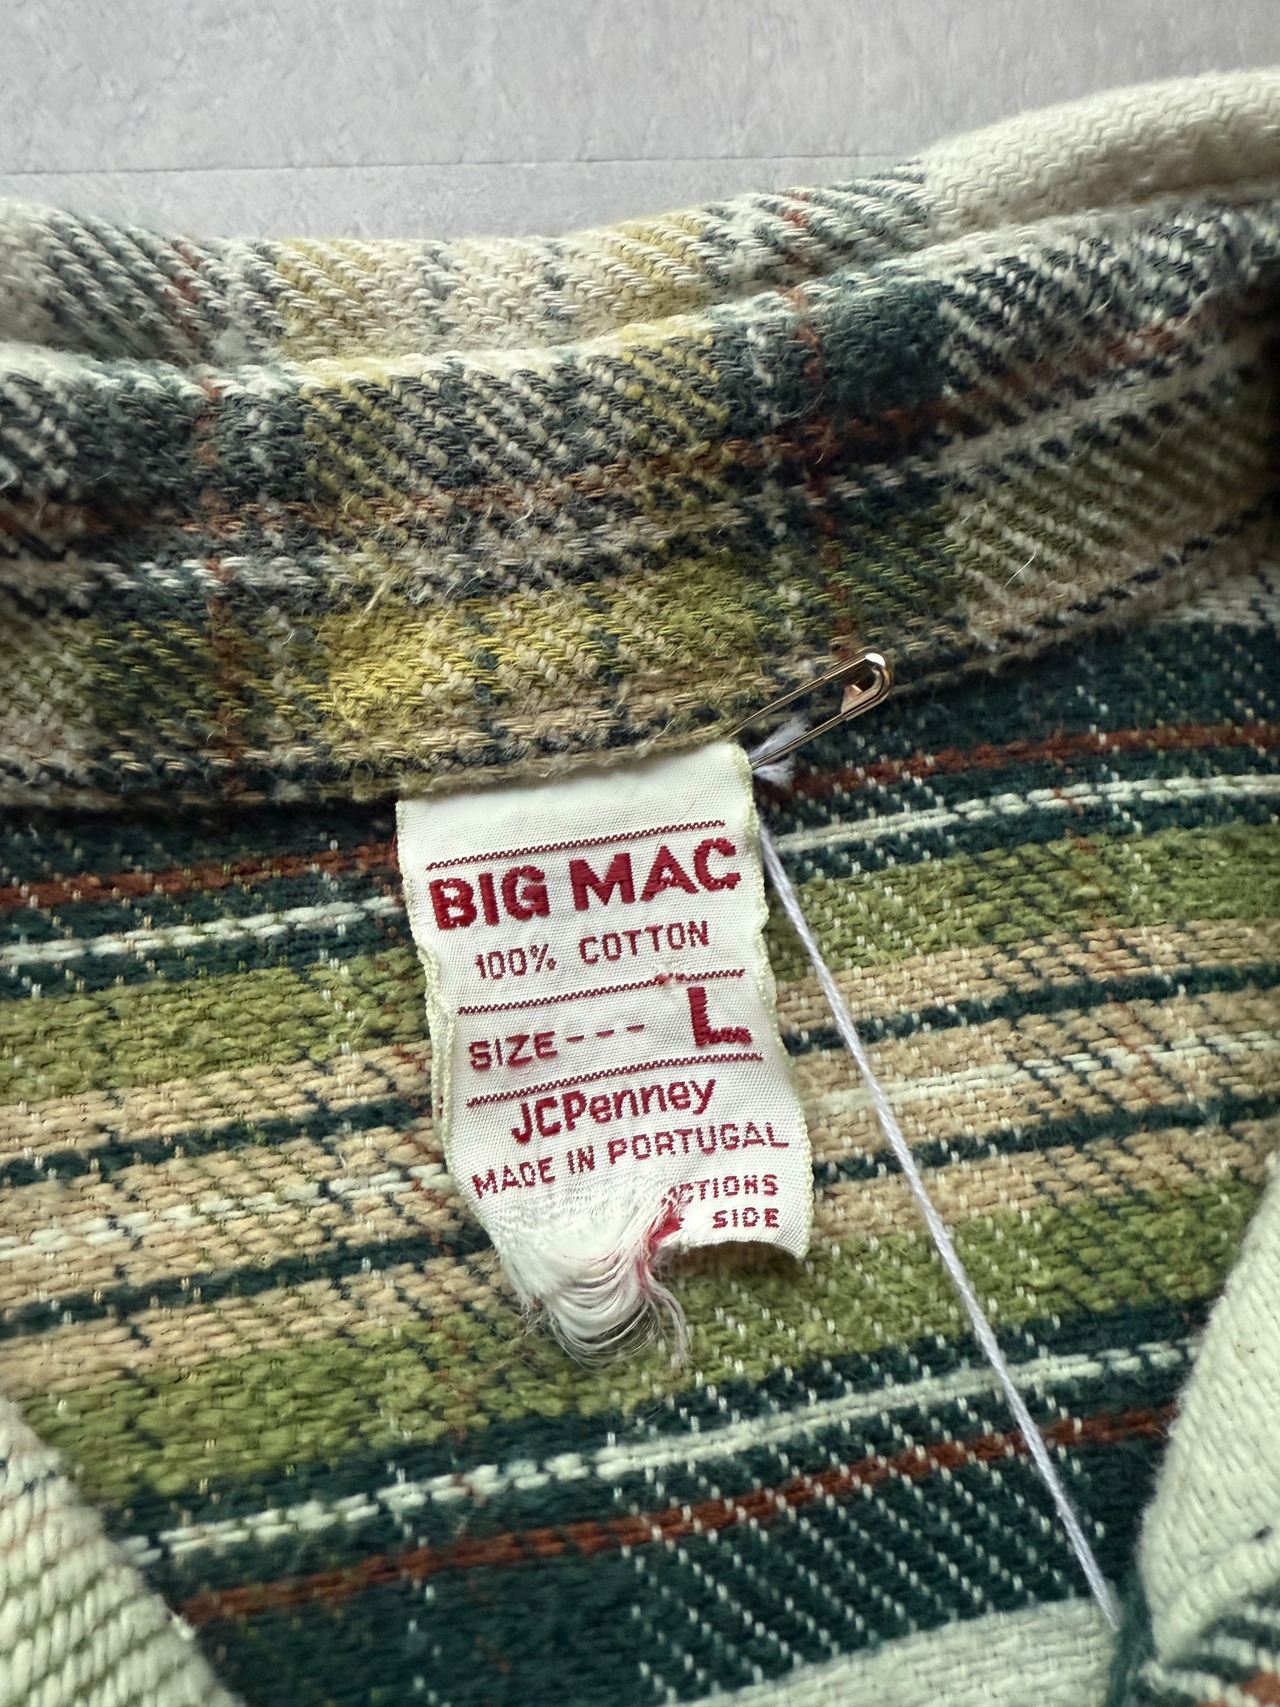 BIG MAC
100% COTTON
SIZE--- L
JCPenney
MADE IN PORTUGAL
SIDE